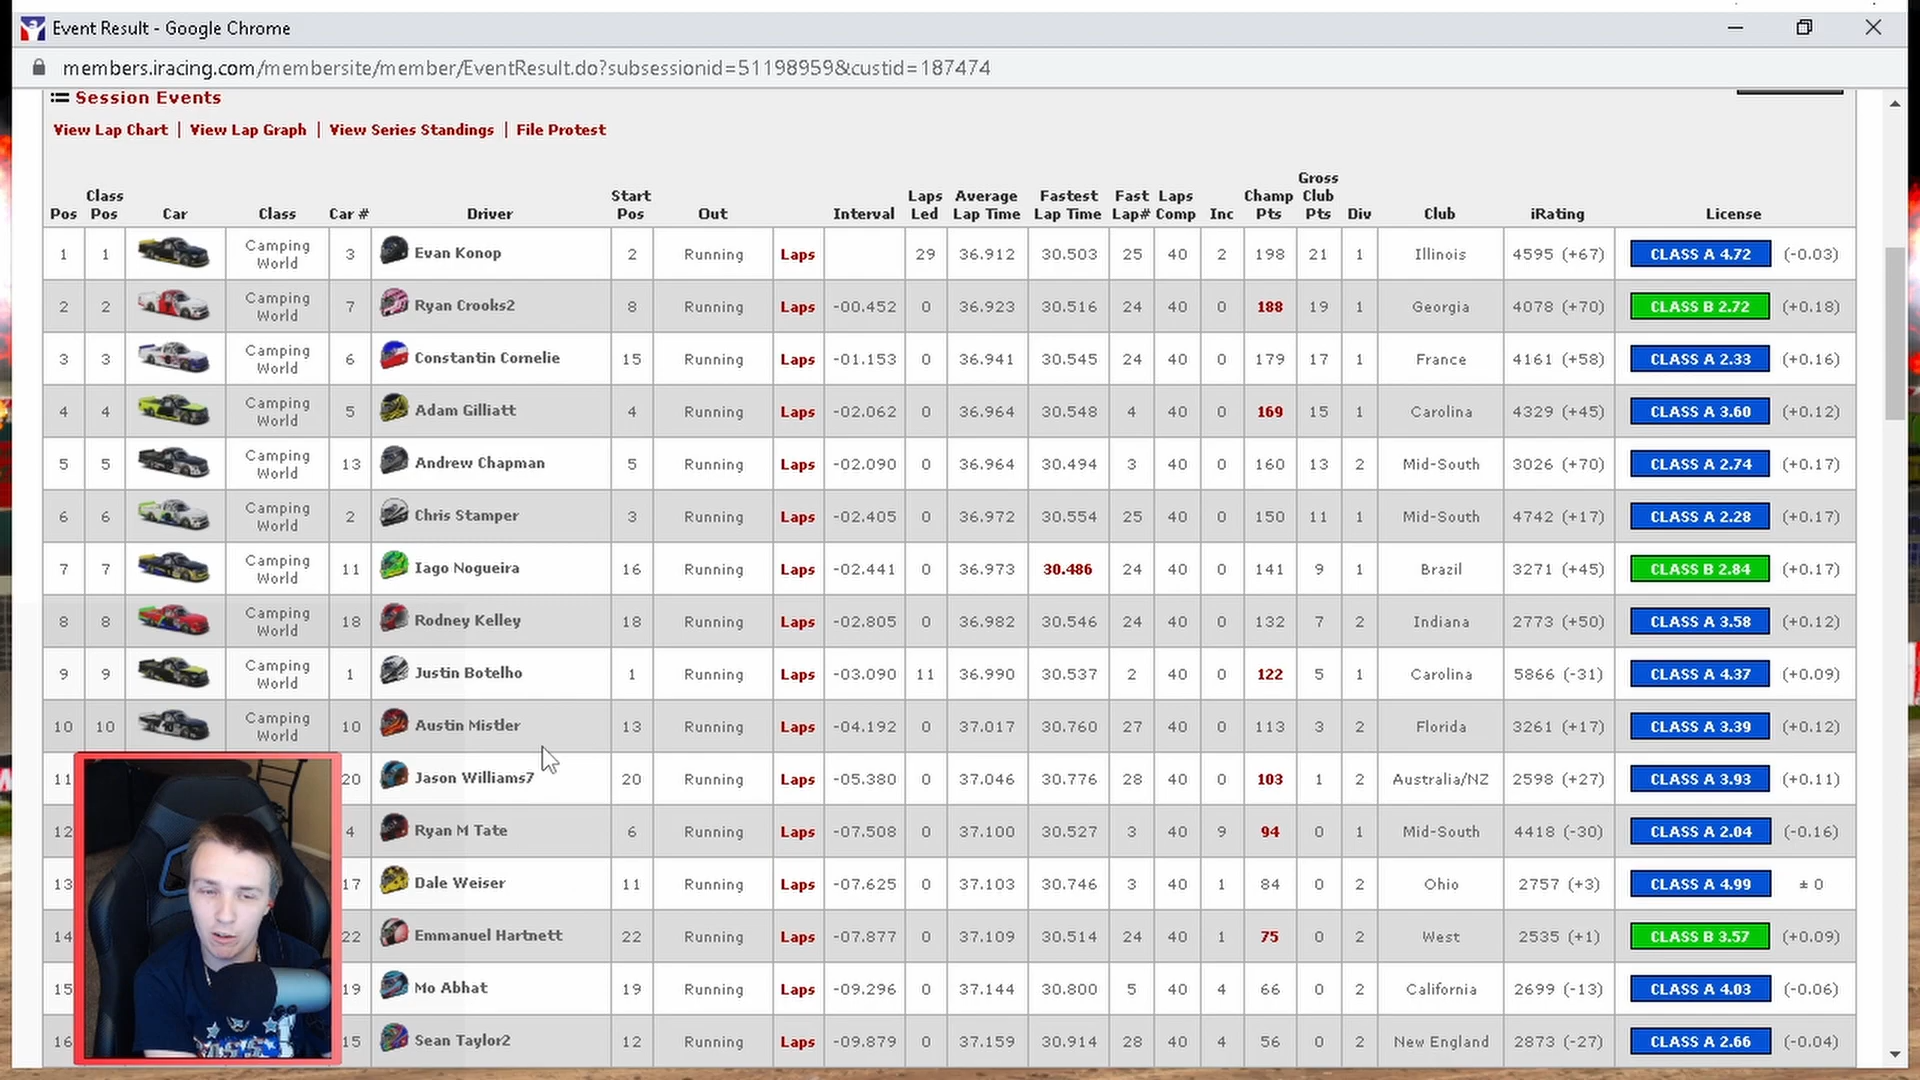 Event Result - Google Chrome
members.iracing.com/membersite/member/EventResult.do?subsessionid=51198959&custid=187474
Session Events
View Lap Chart | View Lap Graph | View Series Standings | File Protest
Pos Class Pos Car Class Car # Driver Start Pos Out Interval Laps Led Average Lap Time Fastest Lap Time Fast Lap# Laps Comp Inc Champ Pts Gross Club Pts Div Club iRating License
1 1 Camping World 3 Evan Konop 2 Running Laps 29 36.912 30.503 25 40 2 198 21 1 Illinois 4595 (+67) CLASS A 4.72 (-0.03)
2 2 Camping World 7 Ryan Crooks2 8 Running Laps -00.452 0 36.923 30.516 24 40 0 188 19 1 Georgia 4078 (+70) CLASS B 2.72 (+0.18)
3 3 Camping World 6 Constantin Cornelie 15 Running Laps -01.153 0 36.941 30.545 24 40 0 179 17 1 France 4161 (+58) CLASS A 2.33 (+0.16)
4 4 Camping World 5 Adam Gilliatt 4 Running Laps -02.062 0 36.964 30.548 4 40 0 169 15 1 Carolina 4329 (+45) CLASS A 3.60 (+0.12)
5 5 Camping World 13 Andrew Chapman 5 Running Laps -02.090 0 36.964 30.494 3 40 0 160 13 2 Mid-South 3026 (+70) CLASS A 2.74 (+0.17)
6 6 Camping World 2 Chris Stamper 3 Running Laps -02.405 0 36.972 30.554 25 40 0 150 11 1 Mid-South 4742 (+17) CLASS A 2.28 (+0.17)
7 7 Camping World 11 Iago Nogueira 16 Running Laps -02.441 0 36.973 30.486 24 40 0 141 9 1 Brazil 3271 (+45) CLASS B 2.84 (+0.17)
8 8 Camping World 18 Rodney Kelley 18 Running Laps -02.805 0 36.982 30.546 24 40 0 132 7 2 Indiana 2773 (+50) CLASS A 3.58 (+0.12)
9 9 Camping World 1 Justin Botelho 1 Running Laps -03.090 11 36.990 30.537 2 40 0 122 5 1 Carolina 5866 (-31) CLASS A 4.37 (+0.09)
10 10 Camping World 10 Austin Mistler 13 Running Laps -04.192 0 37.017 30.760 27 40 0 113 3 2 Florida 3261 (+17) CLASS A 3.39 (+0.12)
11 20 Jason Williams7 20 Running Laps -05.380 0 37.046 30.776 28 40 0 103 1 2 Australia/NZ 2598 (+27) CLASS A 3.93 (+0.11)
12 4 Ryan M Tate 6 Running Laps -07.508 0 37.100 30.527 3 40 9 94 0 1 Mid-South 4418 (-30) CLASS A 2.04 (-0.16)
13 17 Dale Weiser 11 Running Laps -07.625 0 37.103 30.746 3 40 1 84 0 2 Ohio 2757 (+3) CLASS A 4.99 ± 0
14 22 Emmanuel Hartnett 22 Running Laps -07.877 0 37.109 30.514 24 40 1 75 0 2 West 2535 (+1) CLASS B 3.57 (+0.09)
15 19 Mo Abhat 19 Running Laps -09.296 0 37.144 30.800 5 40 4 66 0 2 California 2699 (-13) CLASS A 4.03 (-0.06)
16 15 Sean Taylor2 12 Running Laps -09.879 0 37.159 30.914 28 40 4 56 0 2 New England 2873 (-27) CLASS A 2.66 (-0.04)